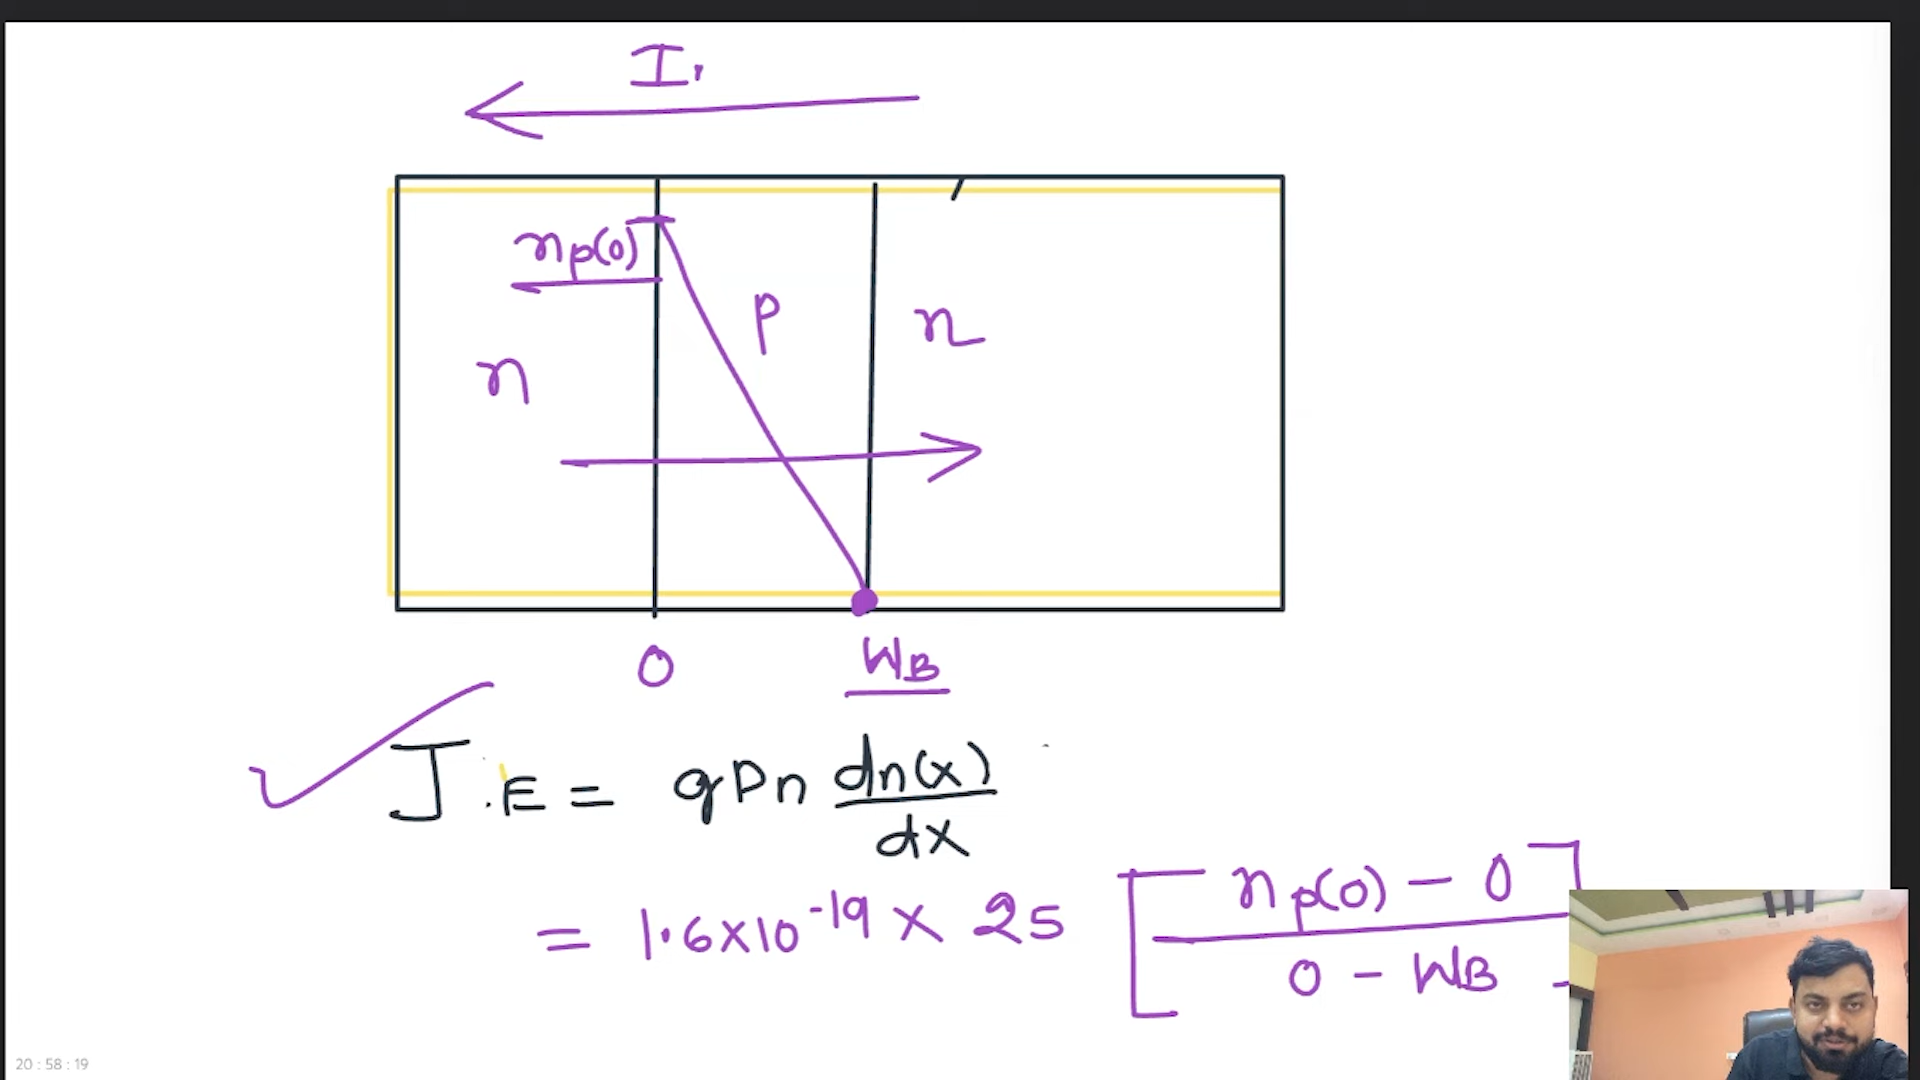 I.
np(0)
p
n
n
0
WB
J.E = qDn dn(x)/dx
= 1.6×10^-19 × 25 [ np(0) - 0 / 0 - WB ]
20 : 58 : 19